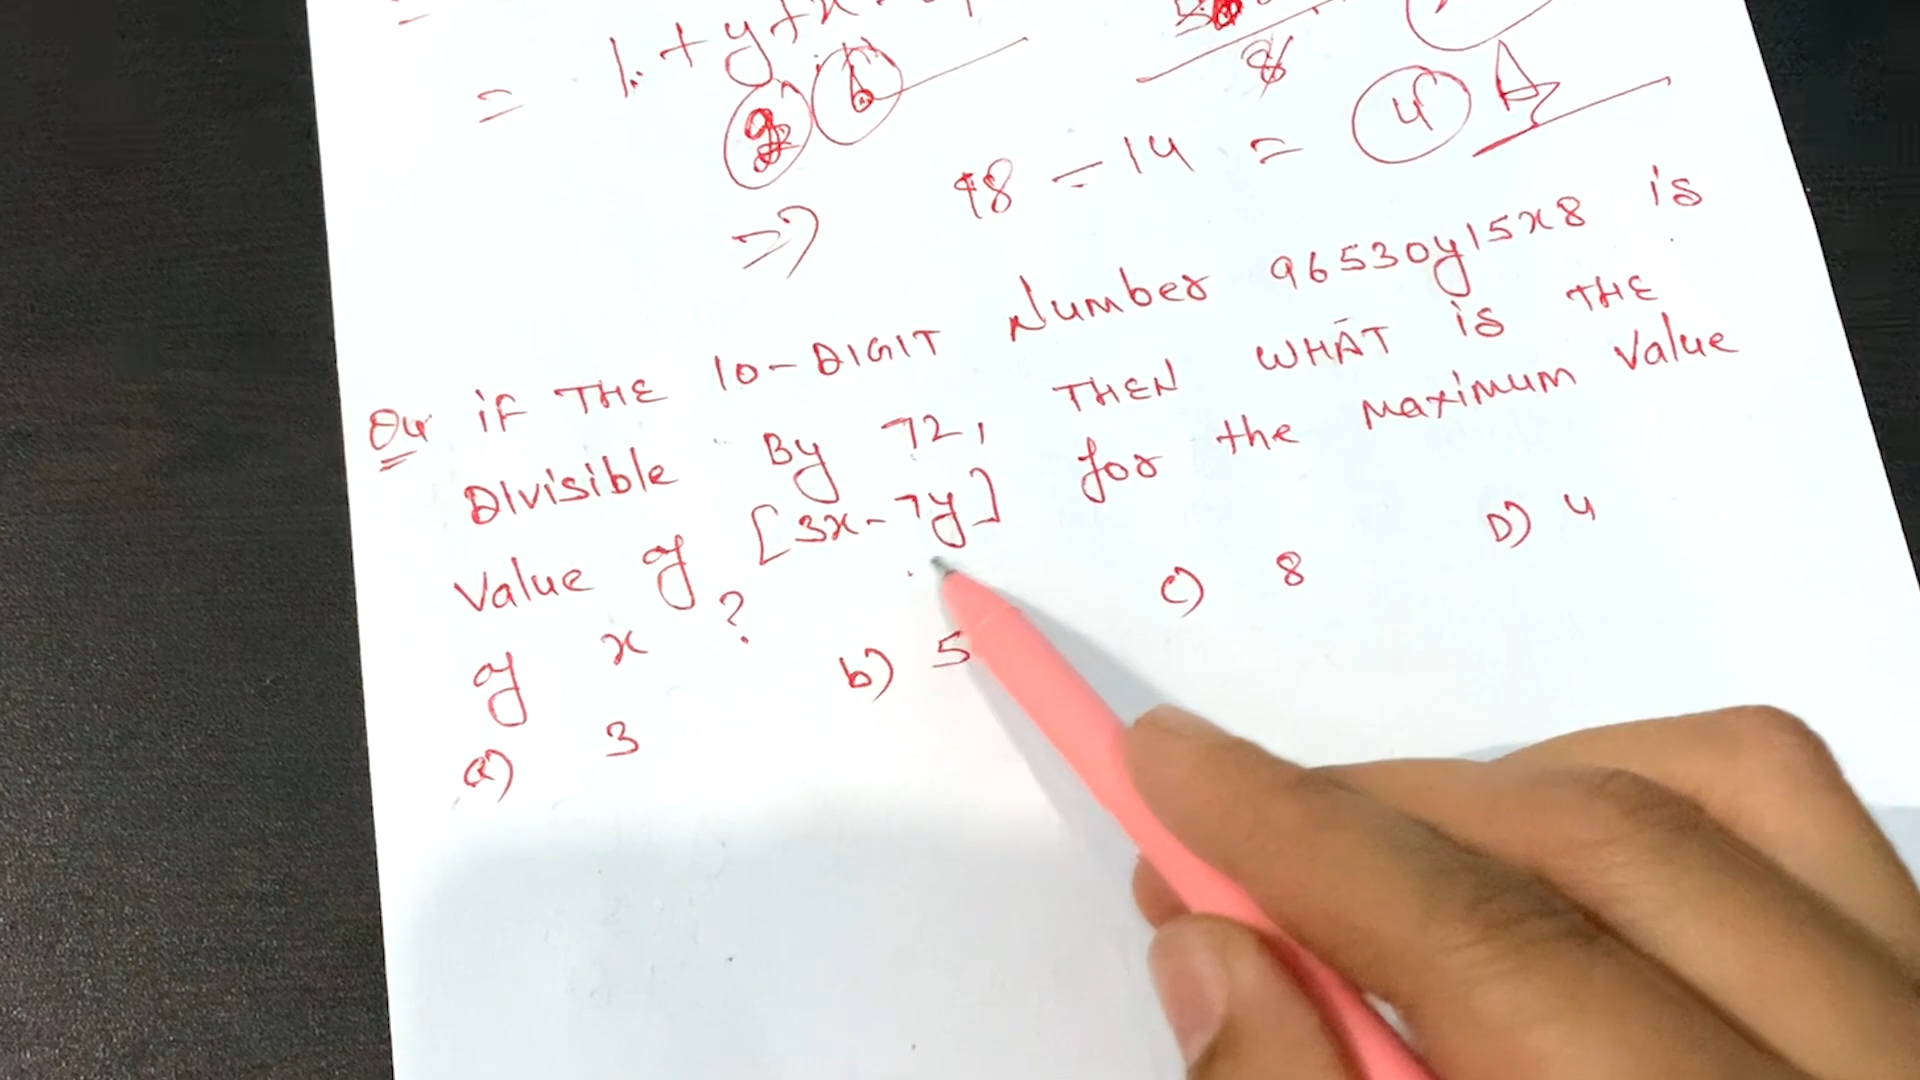 = 1 + y + x
8
⇒ 98 - 14 = 4 A
Q4 iF THE 10-DIGIT Number 96530y15x8 is
Divisible By 72, THEN WHAT is THE
Value of [3x-7y] for the Maximum Value
of x ?
a) 3 b) 5 c) 8 D) 4